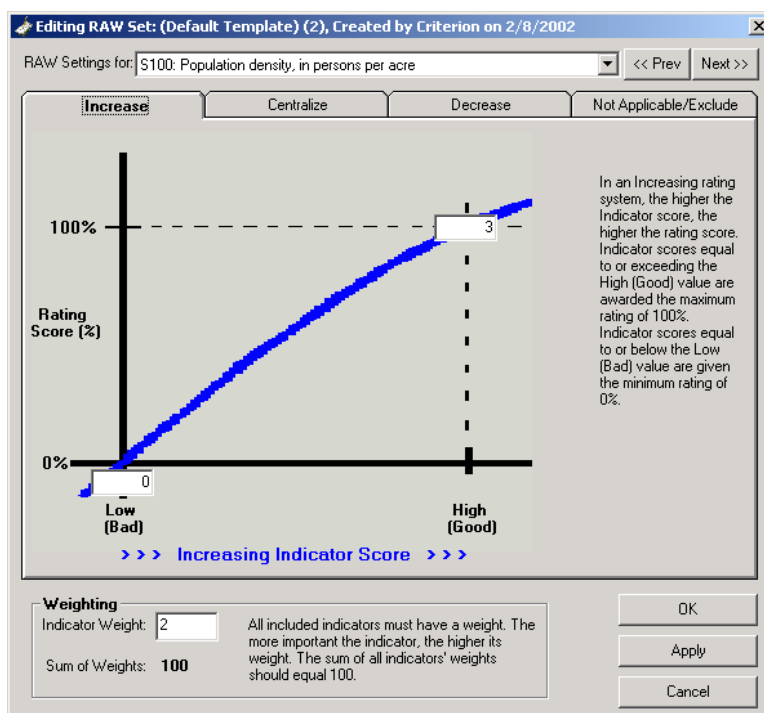 Editing RAW Set: (Default Template) (2), Created by Criterion on 2/8/2002
RAW Settings for: S100: Population density, in persons per acre
<< Prev
Next >>
Increase
Centralize
Decrease
Not Applicable/Exclude
100%
3
Rating
Score (%)
0%
0
Low
(Bad)
High
(Good)
> > > Increasing Indicator Score > > >
In an Increasing rating
system, the higher the
Indicator score, the
higher the rating score.
Indicator scores equal
to or exceeding the
High (Good) value are
awarded the maximum
rating of 100%.
Indicator scores equal
to or below the Low
(Bad) value are given
the minimum rating of
0%.
Weighting
Indicator Weight: 2
Sum of Weights: 100
All included indicators must have a weight. The
more important the indicator, the higher its
weight. The sum of all indicators' weights
should equal 100.
OK
Apply
Cancel